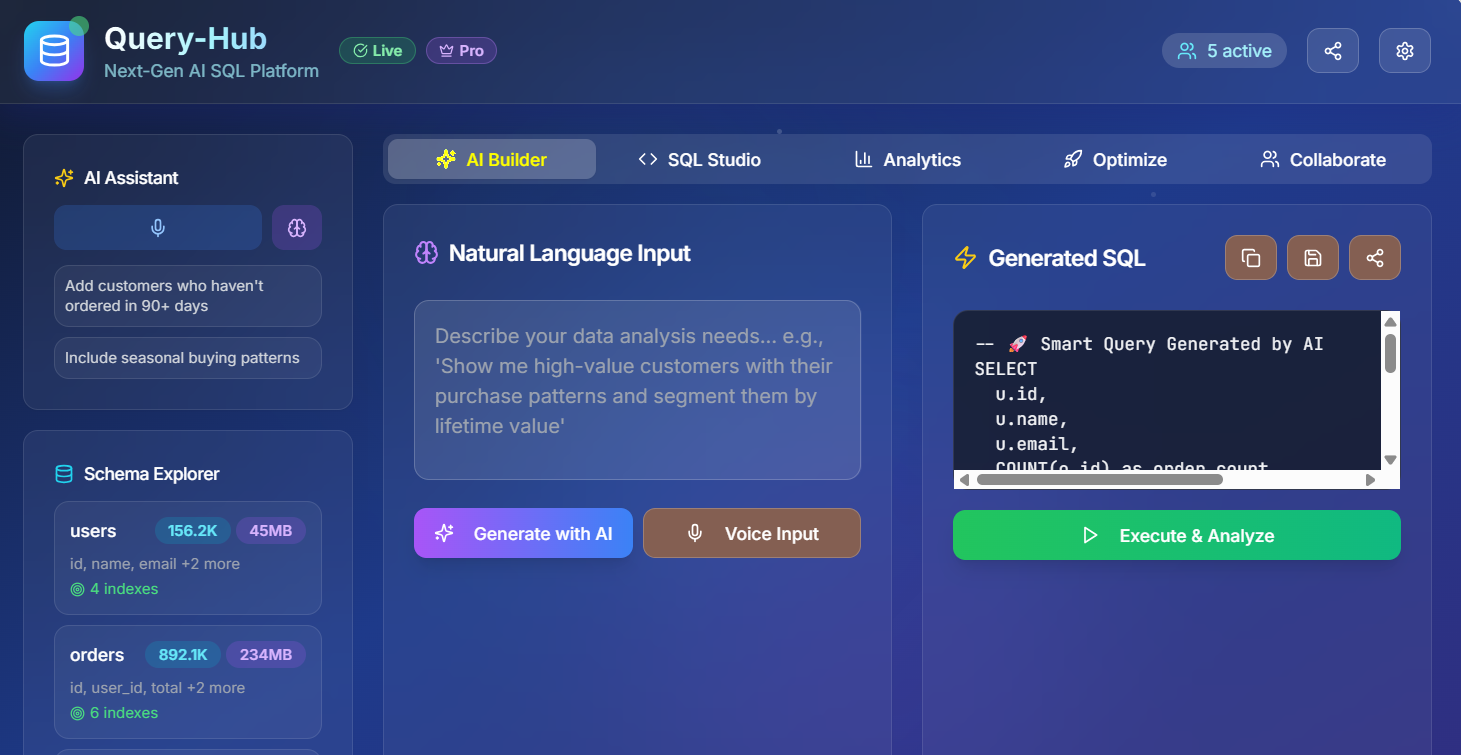 Query-Hub
Next-Gen AI SQL Platform
Live
Pro
5 active
AI Assistant
Add customers who haven't
ordered in 90+ days
Include seasonal buying patterns
Schema Explorer
users 156.2K 45MB
id, name, email +2 more
4 indexes
orders 892.1K 234MB
id, user_id, total +2 more
6 indexes
AI Builder
SQL Studio
Analytics
Optimize
Collaborate
Natural Language Input
Describe your data analysis needs... e.g.,
'Show me high-value customers with their
purchase patterns and segment them by
lifetime value'
Generate with AI
Voice Input
Generated SQL
-- 🚀 Smart Query Generated by AI
SELECT
u.id,
u.name,
u.email,
COUNT(o.id) as order_count
Execute & Analyze